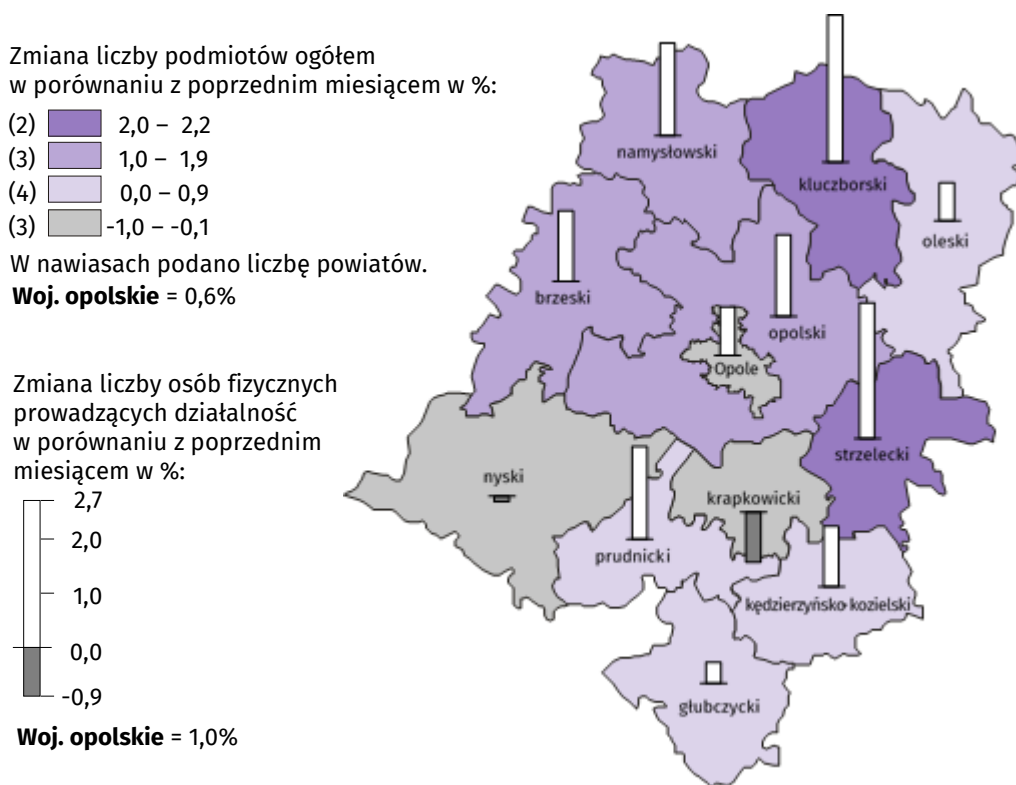 Zmiana liczby podmiotów ogółem
w porównaniu z poprzednim miesiącem w %:
(2) 2,0 – 2,2
(3) 1,0 – 1,9
(4) 0,0 – 0,9
(3) -1,0 – -0,1
W nawiasach podano liczbę powiatów.
Woj. opolskie = 0,6%
Zmiana liczby osób fizycznych
prowadzących działalność
w porównaniu z poprzednim
miesiącem w %:
2,7
2,0
1,0
0,0
-0,9
Woj. opolskie = 1,0%
namysłowski
kluczborski
oleski
brzeski
opolski
Opole
strzelecki
nyski
krapkowicki
prudnicki
kędzierzyńsko kozielski
głubczycki